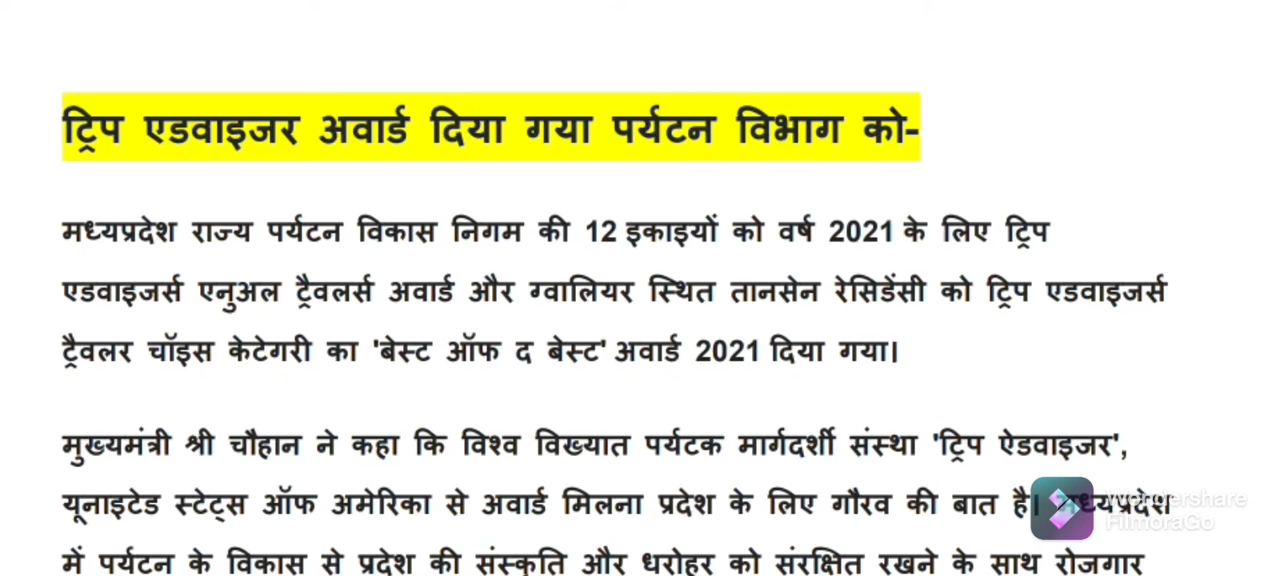 ट्रिप एडवाइजर अवार्ड दिया गया पर्यटन विभाग को-
मध्यप्रदेश राज्य पर्यटन विकास निगम की 12 इकाइयों को वर्ष 2021 के लिए ट्रिप
एडवाइजर्स एनुअल ट्रैवलर्स अवार्ड और ग्वालियर स्थित तानसेन रेसिडेंसी को ट्रिप एडवाइजर्स
ट्रैवलर चॉइस केटेगरी का 'बेस्ट ऑफ द बेस्ट' अवार्ड 2021 दिया गया।
मुख्यमंत्री श्री चौहान ने कहा कि विश्व विख्यात पर्यटक मार्गदर्शी संस्था 'ट्रिप ऐडवाइजर',
यूनाइटेड स्टेट्स ऑफ अमेरिका से अवार्ड मिलना प्रदेश के लिए गौरव की बात है। मध्यप्रदेश
में पर्यटन के विकास से प्रदेश की संस्कृति और धरोहर को संरक्षित रखने के साथ रोजगार
Wondershare
FilmoraGo